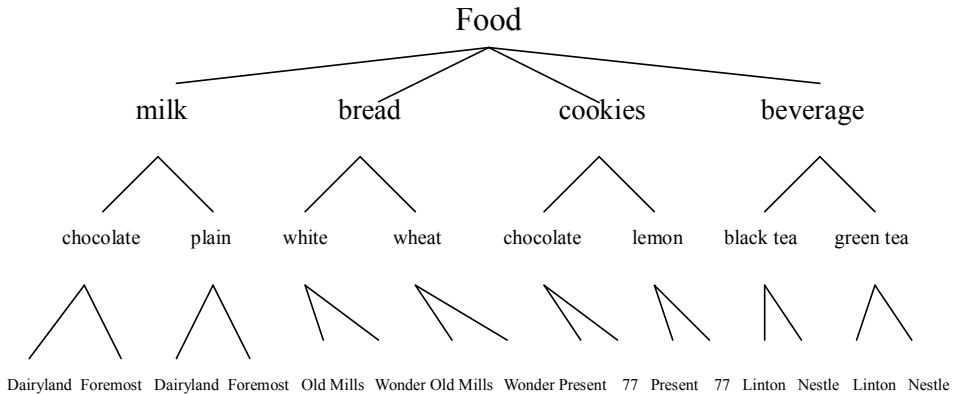 Food
milk bread cookies beverage
chocolate plain white wheat chocolate lemon black tea green tea
Dairyland Foremost Dairyland Foremost Old Mills Wonder Old Mills Wonder Present 77 Present 77 Linton Nestle Linton Nestle